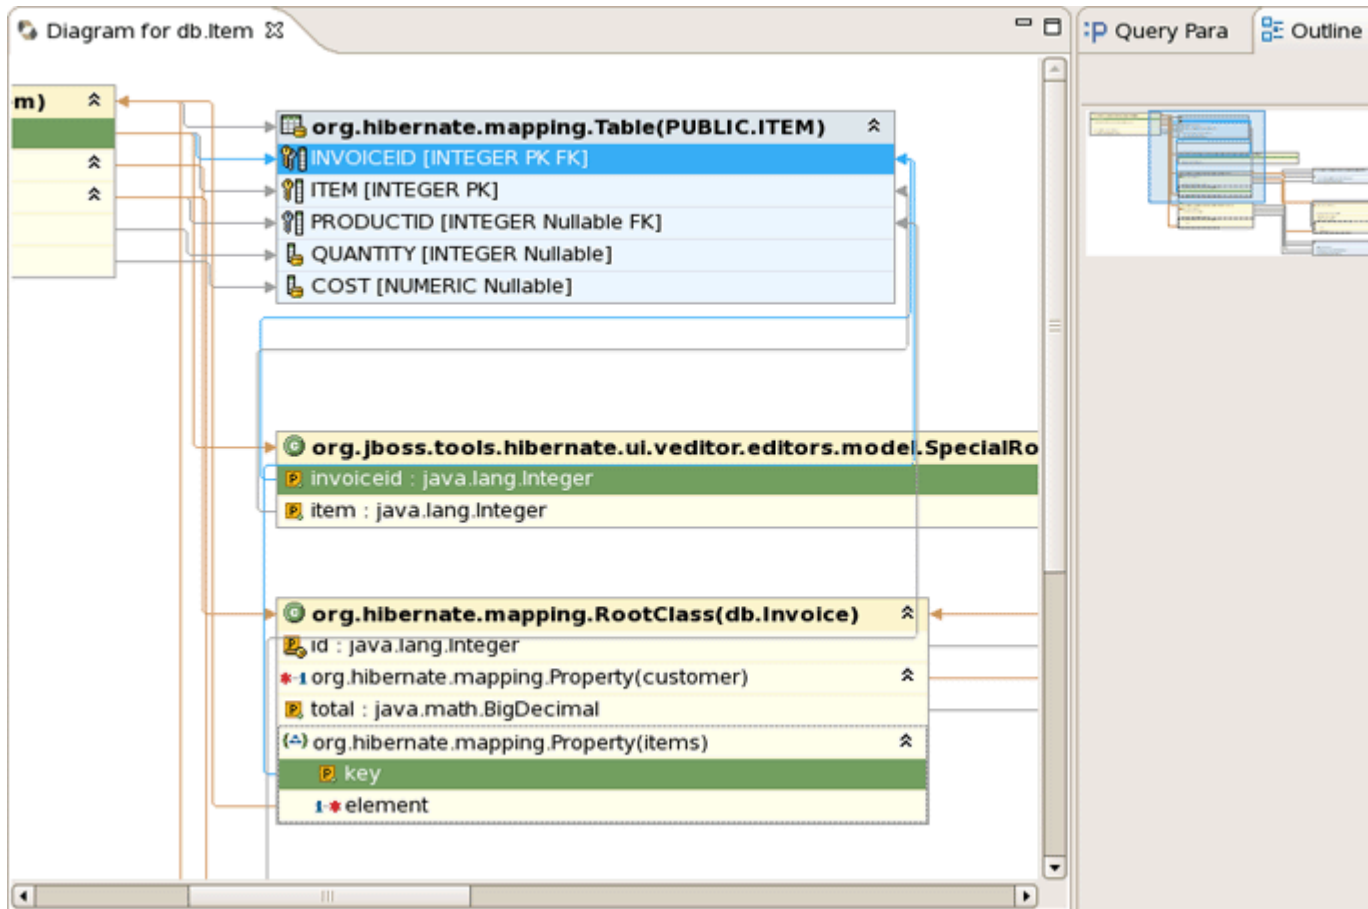 Diagram for db.Item
:P Query Para
Outline
m)
org.hibernate.mapping.Table(PUBLIC.ITEM)
INVOICEID [INTEGER PK FK]
ITEM [INTEGER PK]
PRODUCTID [INTEGER Nullable FK]
QUANTITY [INTEGER Nullable]
COST [NUMERIC Nullable]
org.jboss.tools.hibernate.ui.veditor.editors.model.SpecialRo
invoiceid : java.lang.Integer
item : java.lang.Integer
org.hibernate.mapping.RootClass(db.Invoice)
id : java.lang.Integer
org.hibernate.mapping.Property(customer)
total : java.math.BigDecimal
org.hibernate.mapping.Property(items)
key
element